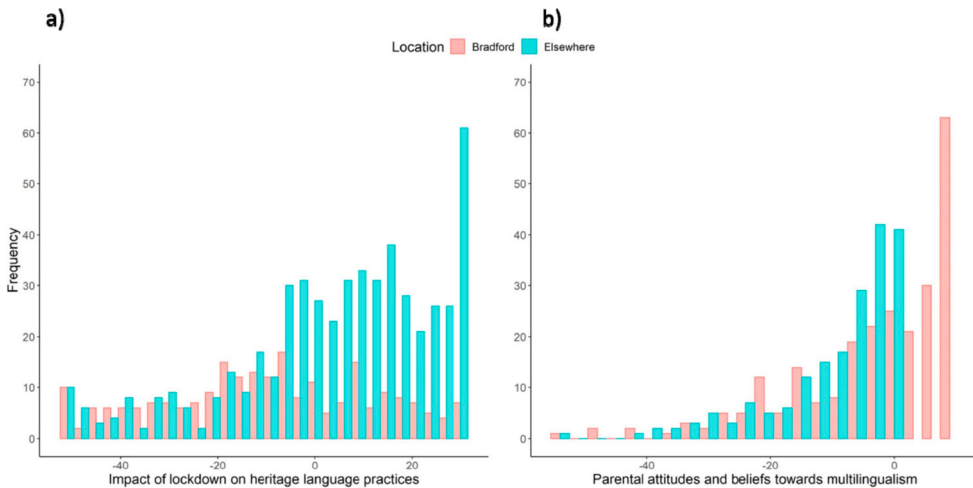 a)
b)
Location Bradford Elsewhere
70
60
50
40
30
20
10
0
Frequency
-40 -20 0 20
Impact of lockdown on heritage language practices
70
60
50
40
30
20
10
0
-40 -20 0
Parental attitudes and beliefs towards multilingualism